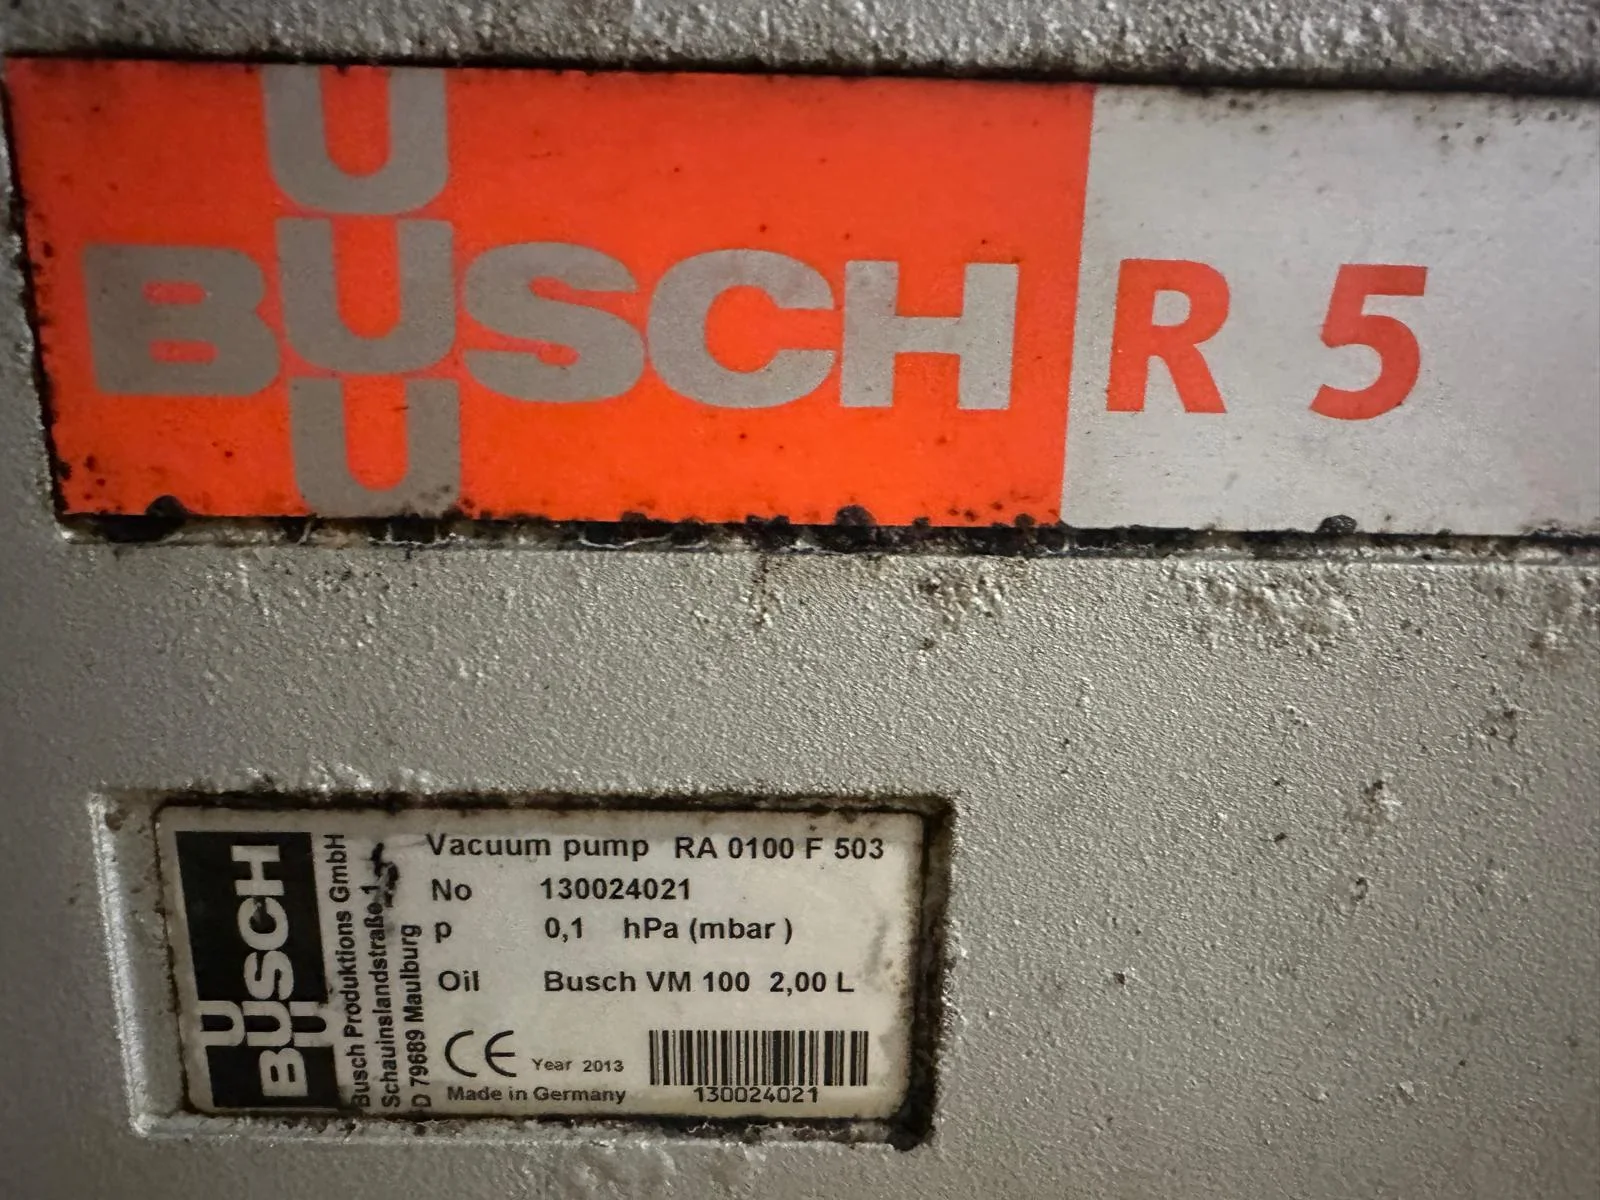 BUSCH R 5
Vacuum pump RA 0100 F 503
No 130024021
p 0,1 hPa (mbar )
Oil Busch VM 100 2,00 L
CE Year 2013
Made in Germany
130024021
BUSCH
Busch Produktions GmbH
Schauinslandstraße 1
D 79689 Maulburg